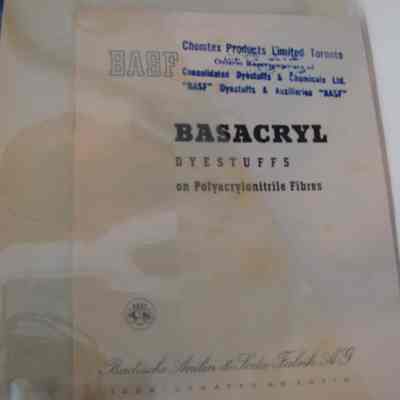 BASF
Chemtex Products Limited Toronto
Consolidated Dyestuffs & Chemicals Ltd.
"BASF" Dyestuffs & Auxiliaries "BASF"
BASACRYL
DYESTUFFS
on Polyacrylonitrile Fibres
Badische Anilin & Soda-Fabrik AG